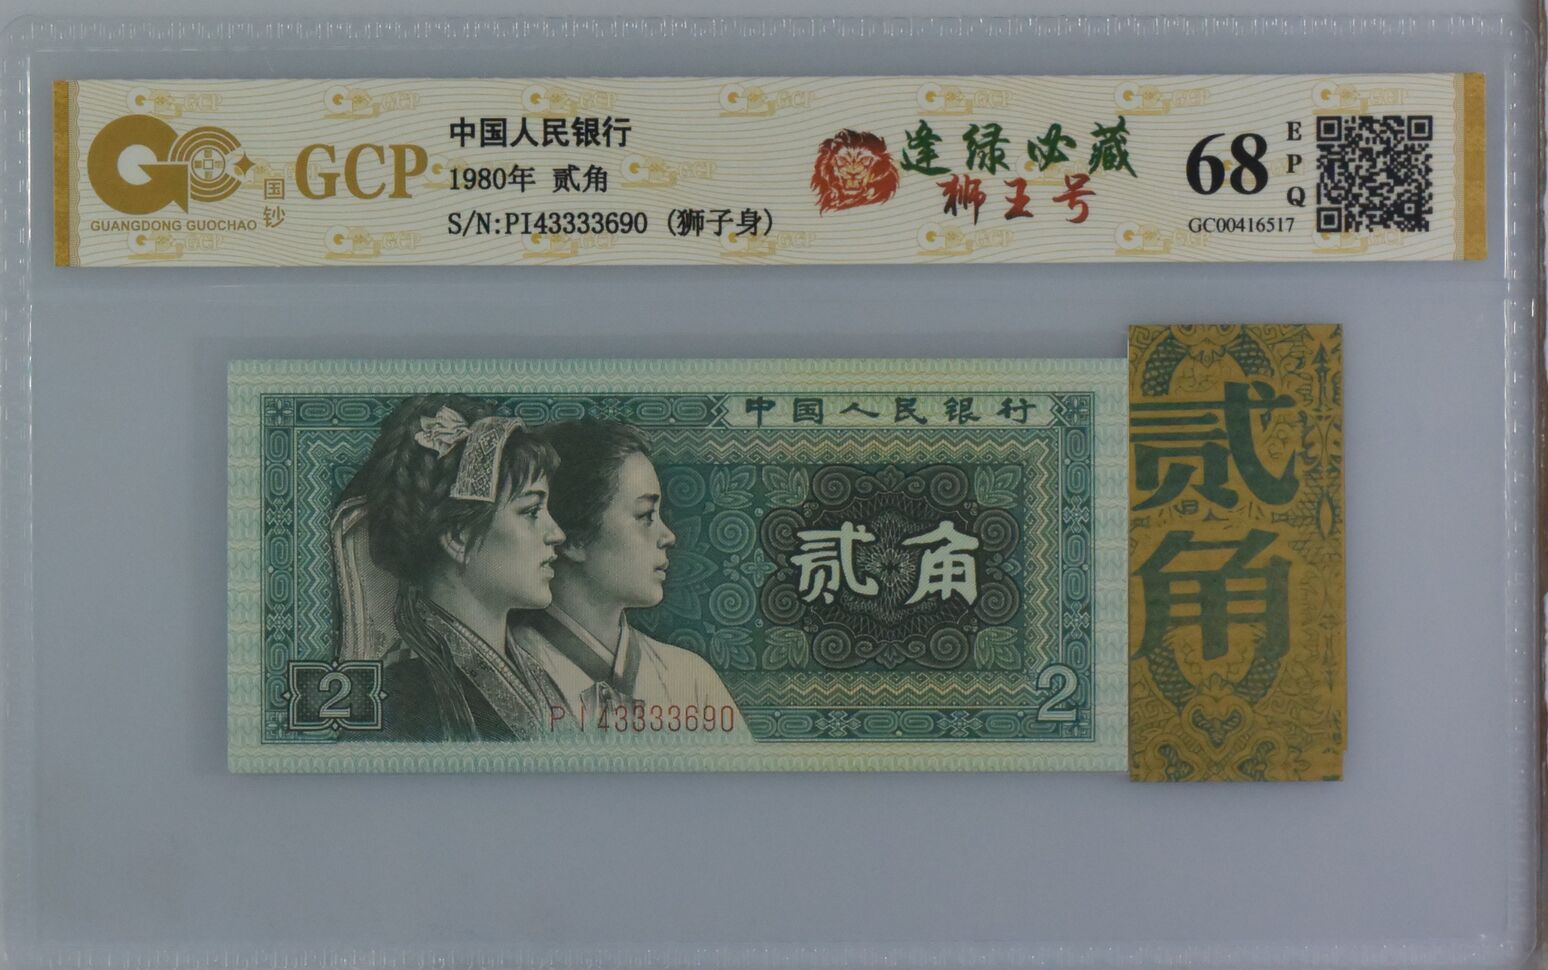 GUANGDONG GUOCHAO
国钞
GCP
中国人民银行
1980年 贰角
S/N:PI43333690 (狮子身)
逢绿必藏
狮王号
68
EPQ
GC00416517
中国人民银行
贰角
2
PI43333690
2
贰角